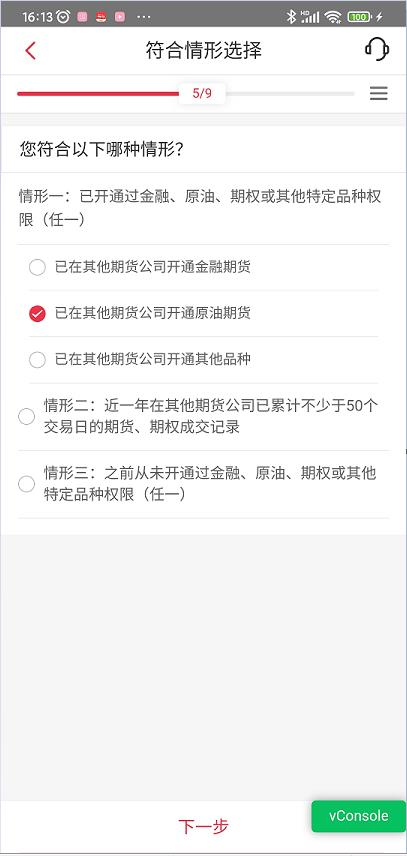 16:13
HD
100
符合情形选择
5/9
您符合以下哪种情形？
情形一：已开通过金融、原油、期权或其他特定品种权
限（任一）
已在其他期货公司开通金融期货
已在其他期货公司开通原油期货
已在其他期货公司开通其他品种
情形二：近一年在其他期货公司已累计不少于50个
交易日的期货、期权成交记录
情形三：之前从未开通过金融、原油、期权或其他
特定品种权限（任一）
下一步
vConsole